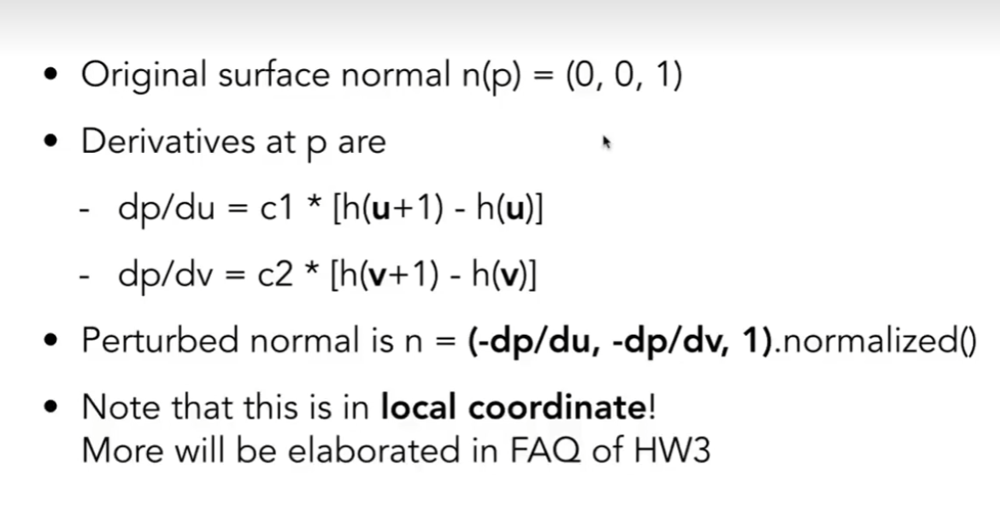 • Original surface normal n(p) = (0, 0, 1)
• Derivatives at p are
- dp/du = c1 * [h(u+1) - h(u)]
- dp/dv = c2 * [h(v+1) - h(v)]
• Perturbed normal is n = (-dp/du, -dp/dv, 1).normalized()
• Note that this is in local coordinate!
More will be elaborated in FAQ of HW3